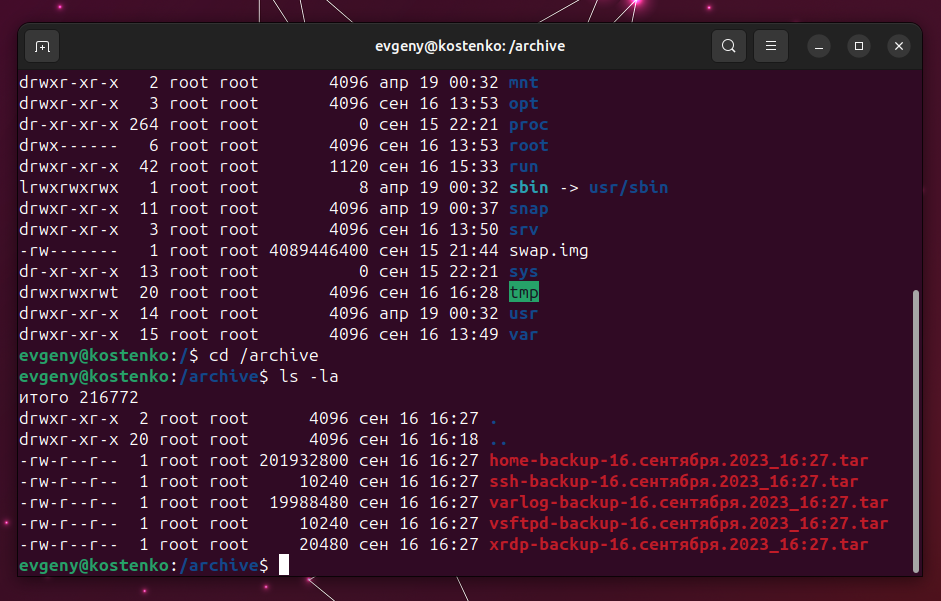 evgeny@kostenko: /archive
drwxr-xr-x   2 root root       4096 апр 19 00:32 mnt
drwxr-xr-x   3 root root       4096 сен 16 13:53 opt
dr-xr-xr-x 264 root root          0 сен 15 22:21 proc
drwx------   6 root root       4096 сен 16 13:53 root
drwxr-xr-x  42 root root       1120 сен 16 15:33 run
lrwxrwxrwx   1 root root          8 апр 19 00:32 sbin -> usr/sbin
drwxr-xr-x  11 root root       4096 апр 19 00:37 snap
drwxr-xr-x   3 root root       4096 сен 16 13:50 srv
-rw-------   1 root root 4089446400 сен 15 21:44 swap.img
dr-xr-xr-x  13 root root          0 сен 15 22:21 sys
drwxrwxrwt  20 root root       4096 сен 16 16:28 tmp
drwxr-xr-x  14 root root       4096 апр 19 00:32 usr
drwxr-xr-x  15 root root       4096 сен 16 13:49 var
evgeny@kostenko:/$ cd /archive
evgeny@kostenko:/archive$ ls -la
итого 216772
drwxr-xr-x  2 root root      4096 сен 16 16:27 .
drwxr-xr-x 20 root root      4096 сен 16 16:18 ..
-rw-r--r--  1 root root 201932800 сен 16 16:27 home-backup-16.сентября.2023_16:27.tar
-rw-r--r--  1 root root     10240 сен 16 16:27 ssh-backup-16.сентября.2023_16:27.tar
-rw-r--r--  1 root root  19988480 сен 16 16:27 varlog-backup-16.сентября.2023_16:27.tar
-rw-r--r--  1 root root     10240 сен 16 16:27 vsftpd-backup-16.сентября.2023_16:27.tar
-rw-r--r--  1 root root     20480 сен 16 16:27 xrdp-backup-16.сентября.2023_16:27.tar
evgeny@kostenko:/archive$